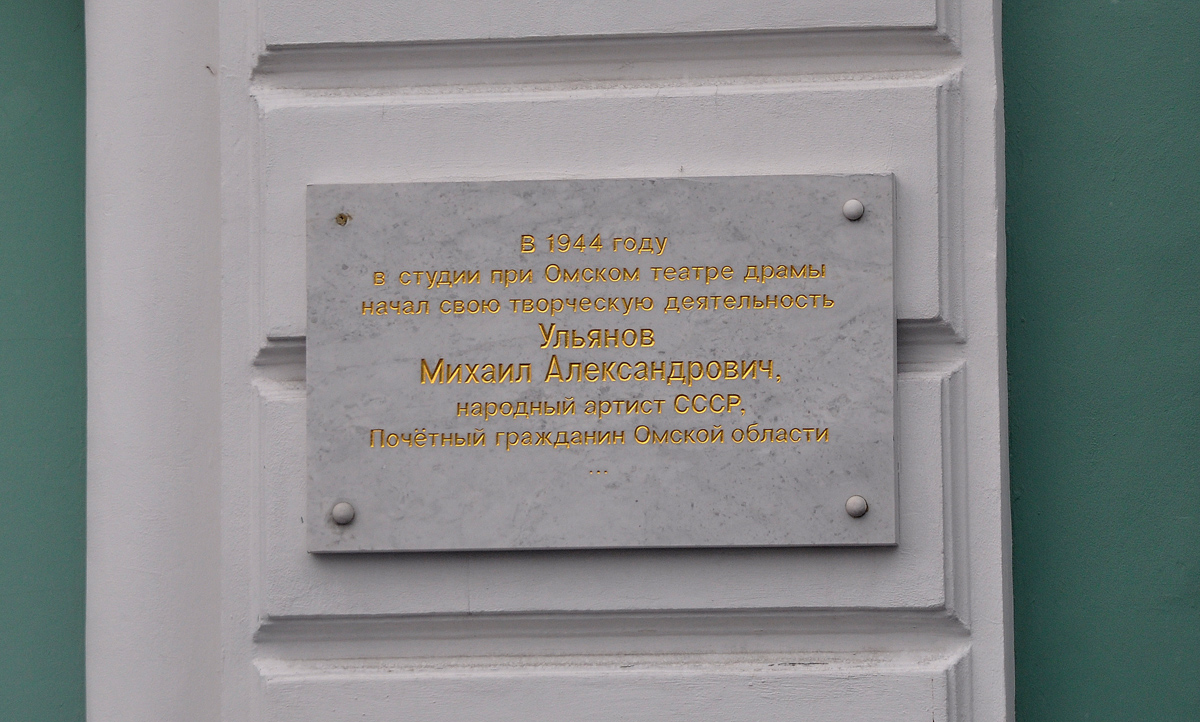 В 1944 году
в студии при Омском театре драмы
начал свою творческую деятельность
Ульянов
Михаил Александрович,
народный артист СССР,
Почётный гражданин Омской области
...